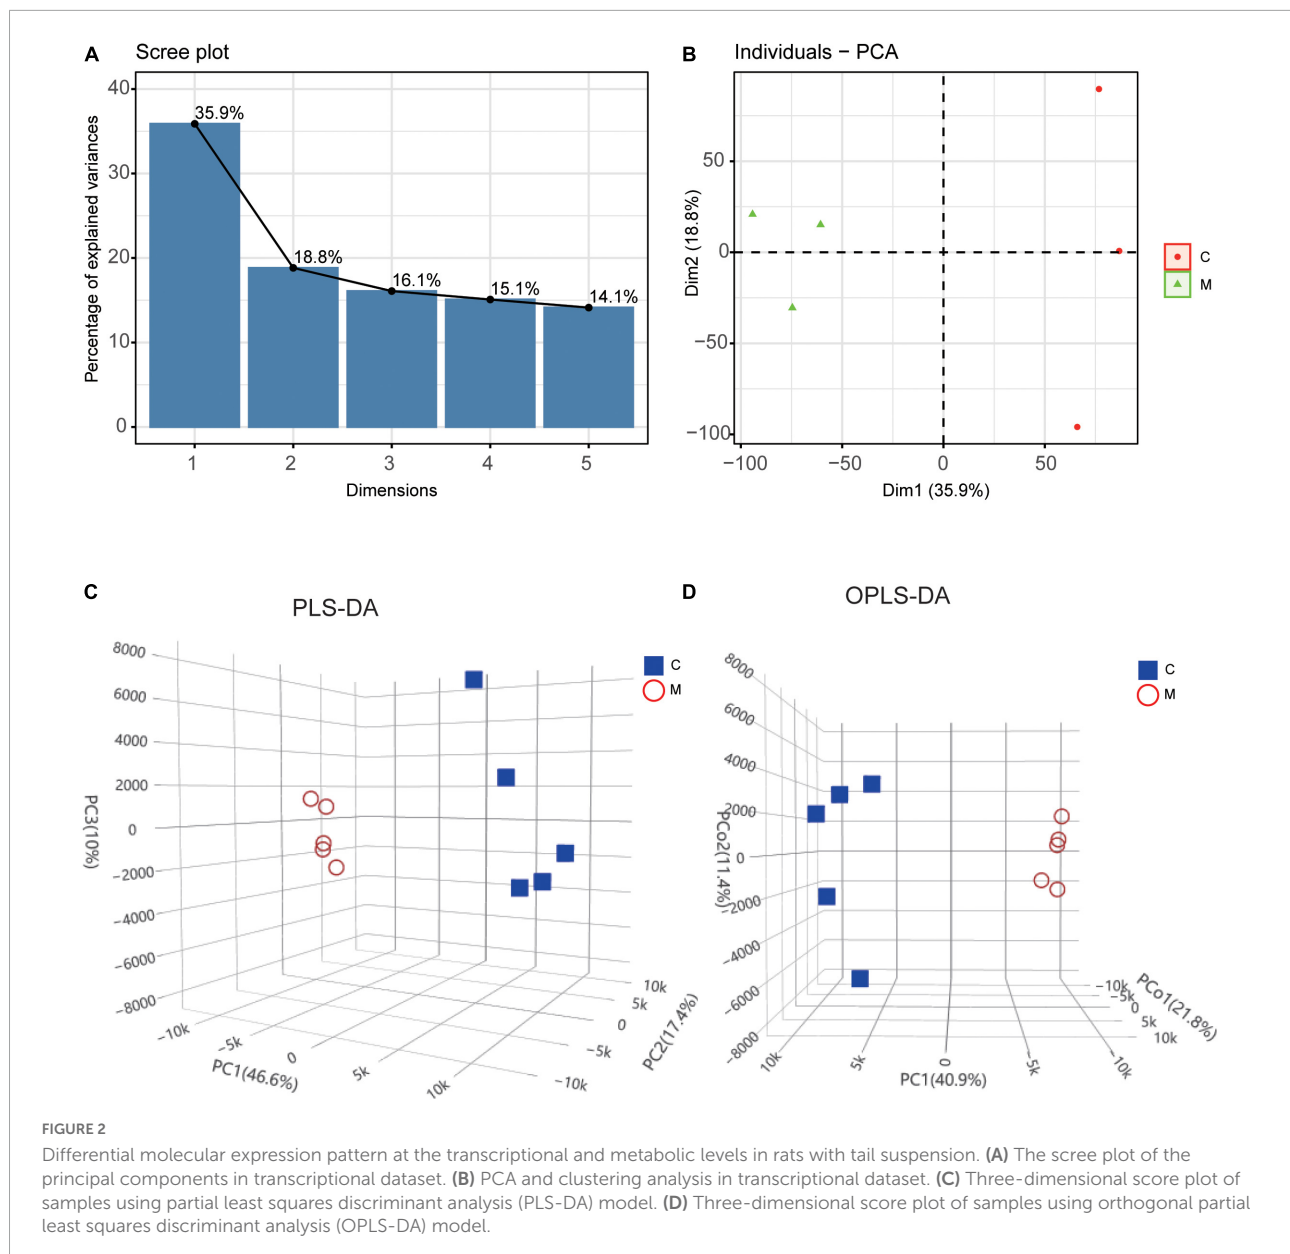 A
Scree plot
Percentage of explained variances
40
30
20
10
0
35.9%
18.8%
16.1%
15.1%
14.1%
1 2 3 4 5
Dimensions
B
Individuals − PCA
Dim2 (18.8%)
50
0
−50
−100
−100 −50 0 50
Dim1 (35.9%)
C
M
C
PLS-DA
8000
6000
4000
2000
0
−2000
−4000
−6000
−8000
PC3(10%)
−10k
−5k
0
5k
10k
PC1(46.6%)
10k
5k
0
−5k
−10k
PC2(17.4%)
C
M
D
OPLS-DA
8000
6000
4000
2000
0
−2000
−4000
−6000
−8000
PCo2(11.4%)
10k
5k
0
−5k
−10k
PC1(40.9%)
−10k
−5k
0
5k
10k
PCo1(21.8%)
C
M
FIGURE 2
Differential molecular expression pattern at the transcriptional and metabolic levels in rats with tail suspension. (A) The scree plot of the
principal components in transcriptional dataset. (B) PCA and clustering analysis in transcriptional dataset. (C) Three-dimensional score plot of
samples using partial least squares discriminant analysis (PLS-DA) model. (D) Three-dimensional score plot of samples using orthogonal partial
least squares discriminant analysis (OPLS-DA) model.